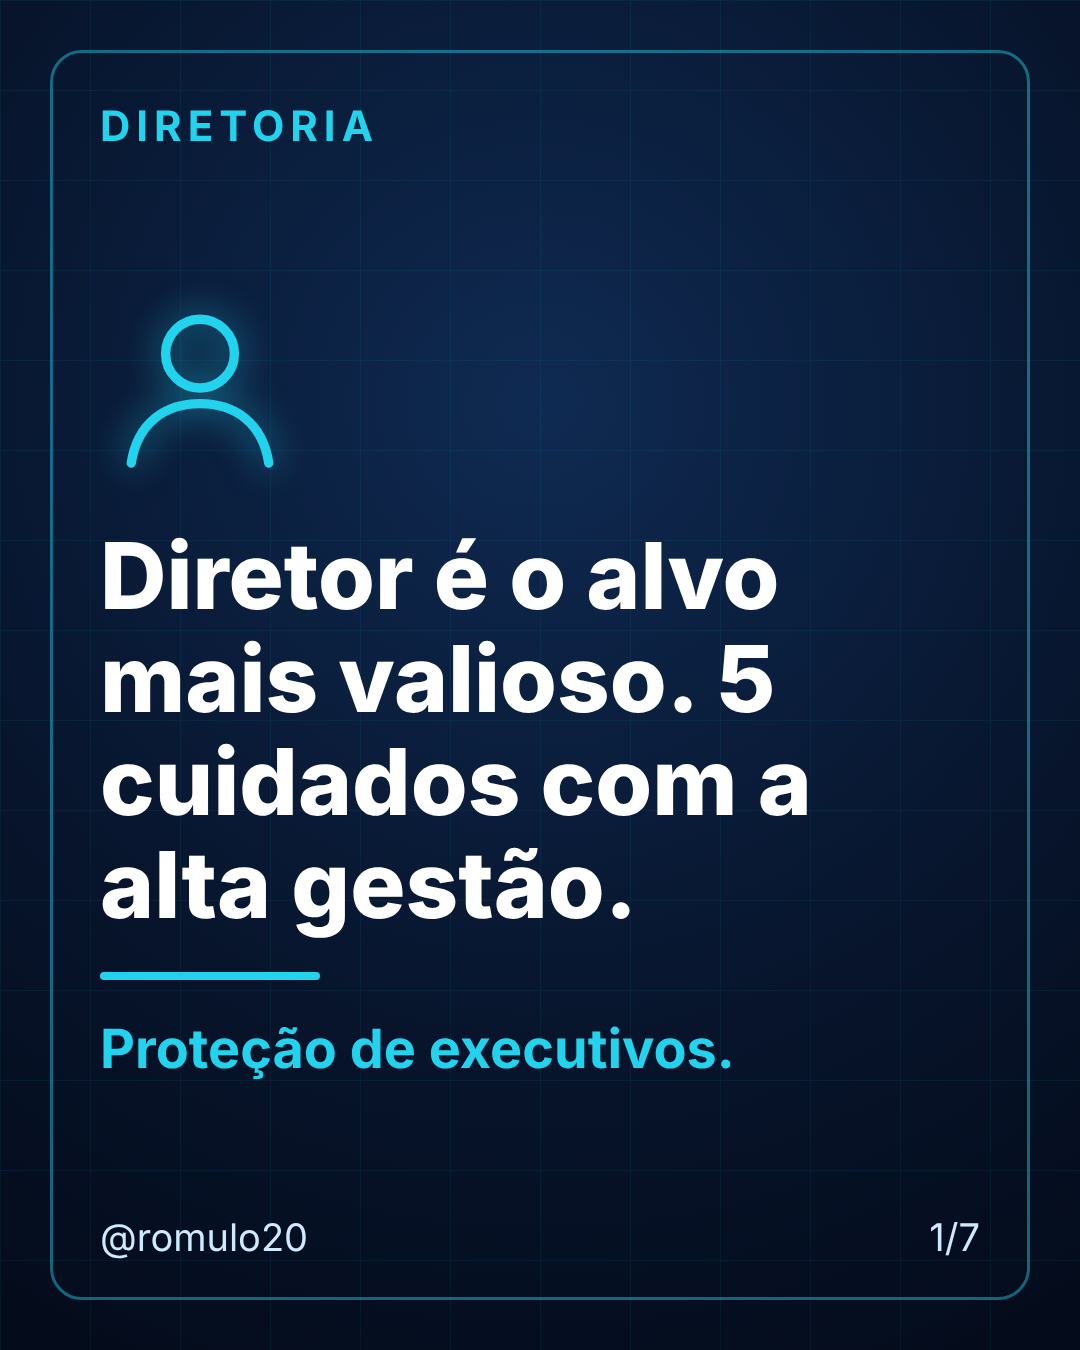 DIRETORIA
Diretor é o alvo
mais valioso. 5
cuidados com a
alta gestão.
Proteção de executivos.
@romulo20
1/7